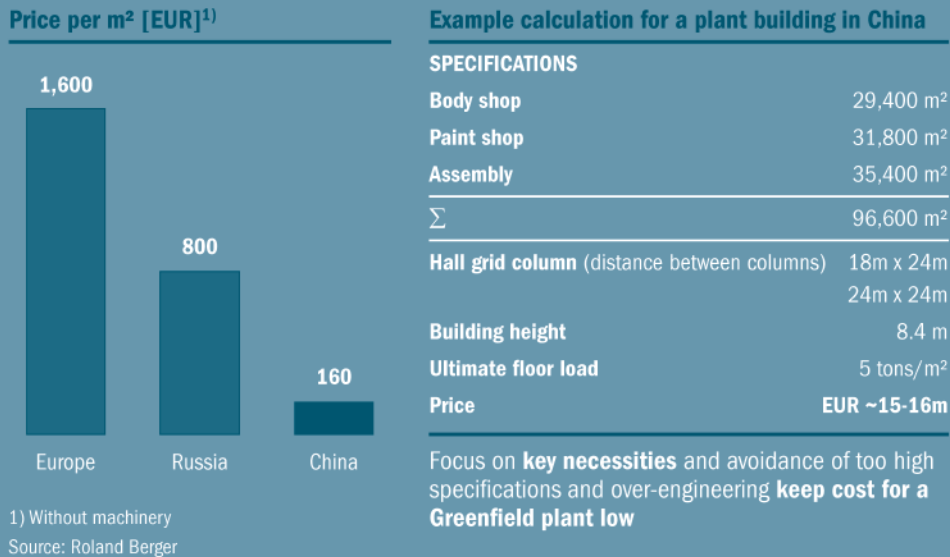 Price per m² [EUR]¹⁾
1,600
800
160
Europe
Russia
China
1) Without machinery
Source: Roland Berger
Example calculation for a plant building in China
SPECIFICATIONS
Body shop 29,400 m²
Paint shop 31,800 m²
Assembly 35,400 m²
Σ 96,600 m²
Hall grid column (distance between columns) 18m x 24m
24m x 24m
Building height 8.4 m
Ultimate floor load 5 tons/m²
Price EUR ~15-16m
Focus on key necessities and avoidance of too high
specifications and over-engineering keep cost for a
Greenfield plant low